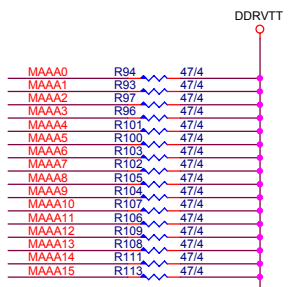 DDRVTT
MAAA0 R94 47/4
MAAA1 R93 47/4
MAAA2 R97 47/4
MAAA3 R96 47/4
MAAA4 R101 47/4
MAAA5 R100 47/4
MAAA6 R103 47/4
MAAA7 R102 47/4
MAAA8 R105 47/4
MAAA9 R104 47/4
MAAA10 R107 47/4
MAAA11 R106 47/4
MAAA12 R109 47/4
MAAA13 R108 47/4
MAAA14 R111 47/4
MAAA15 R113 47/4